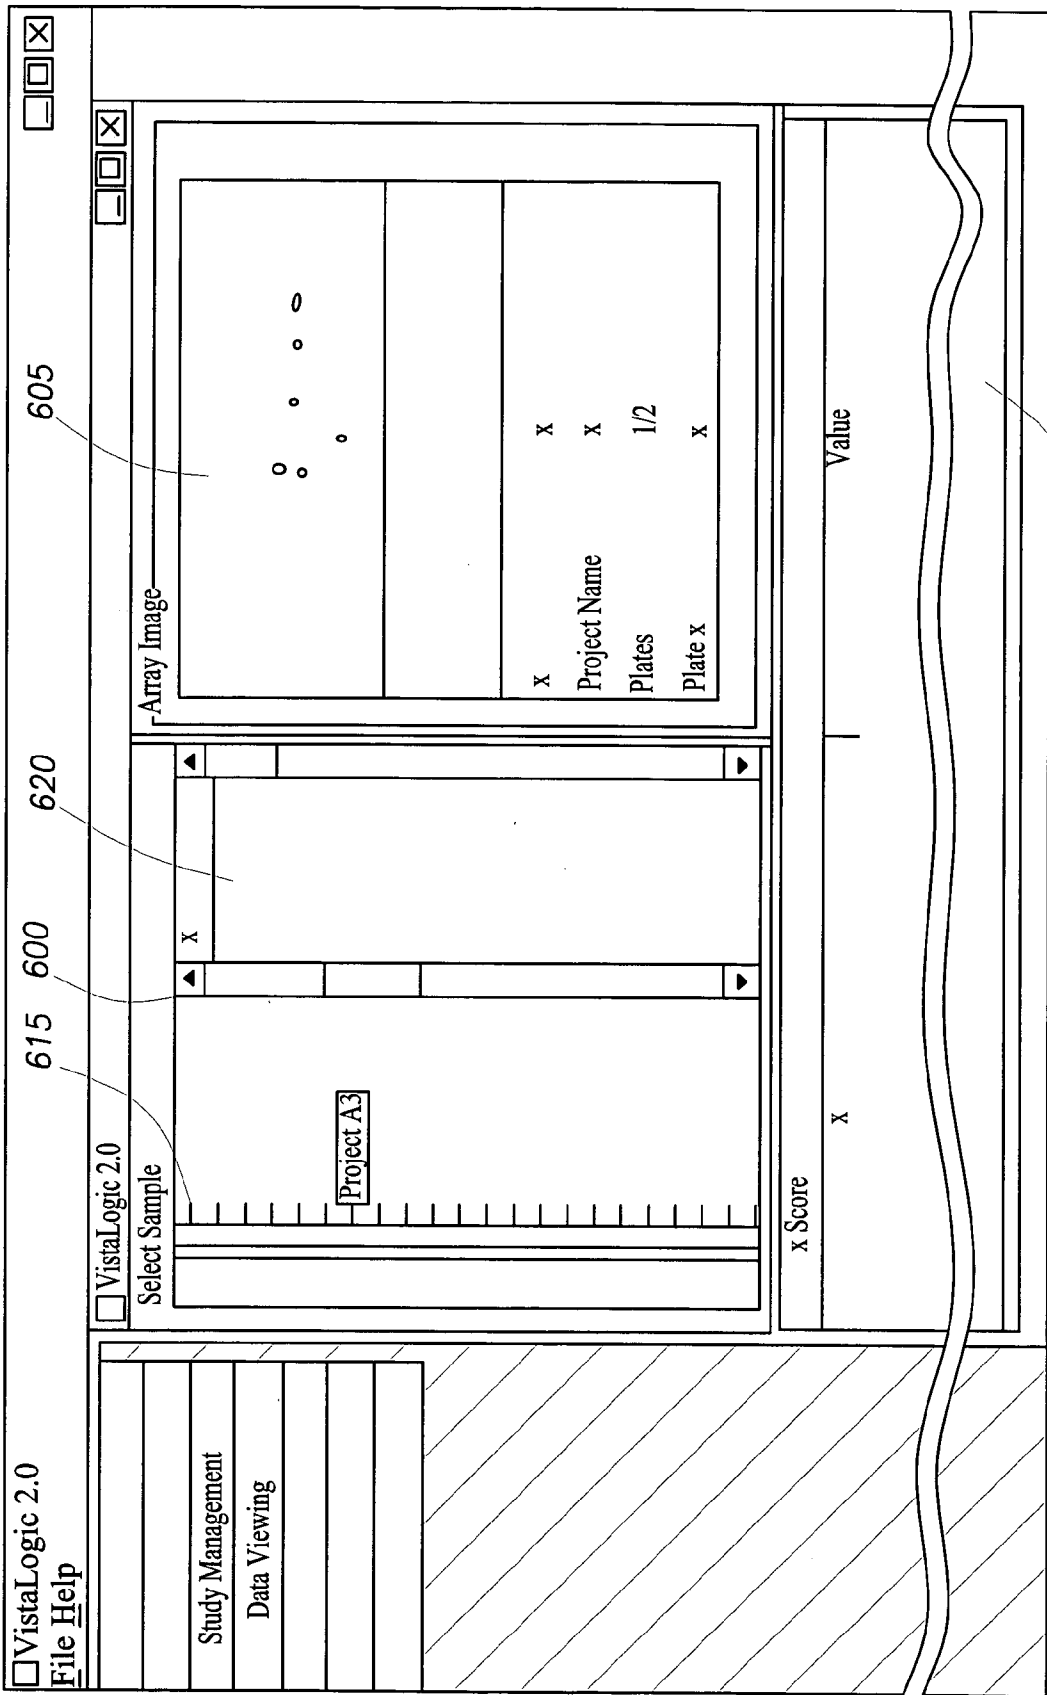 VistaLogic 2.0
File Help
615
600
620
605
Study Management
Data Viewing
VistaLogic 2.0
Select Sample
Project A3
x
Array Image
x x
Project Name x
Plates 1/2
Plate x x
x Score
x Value